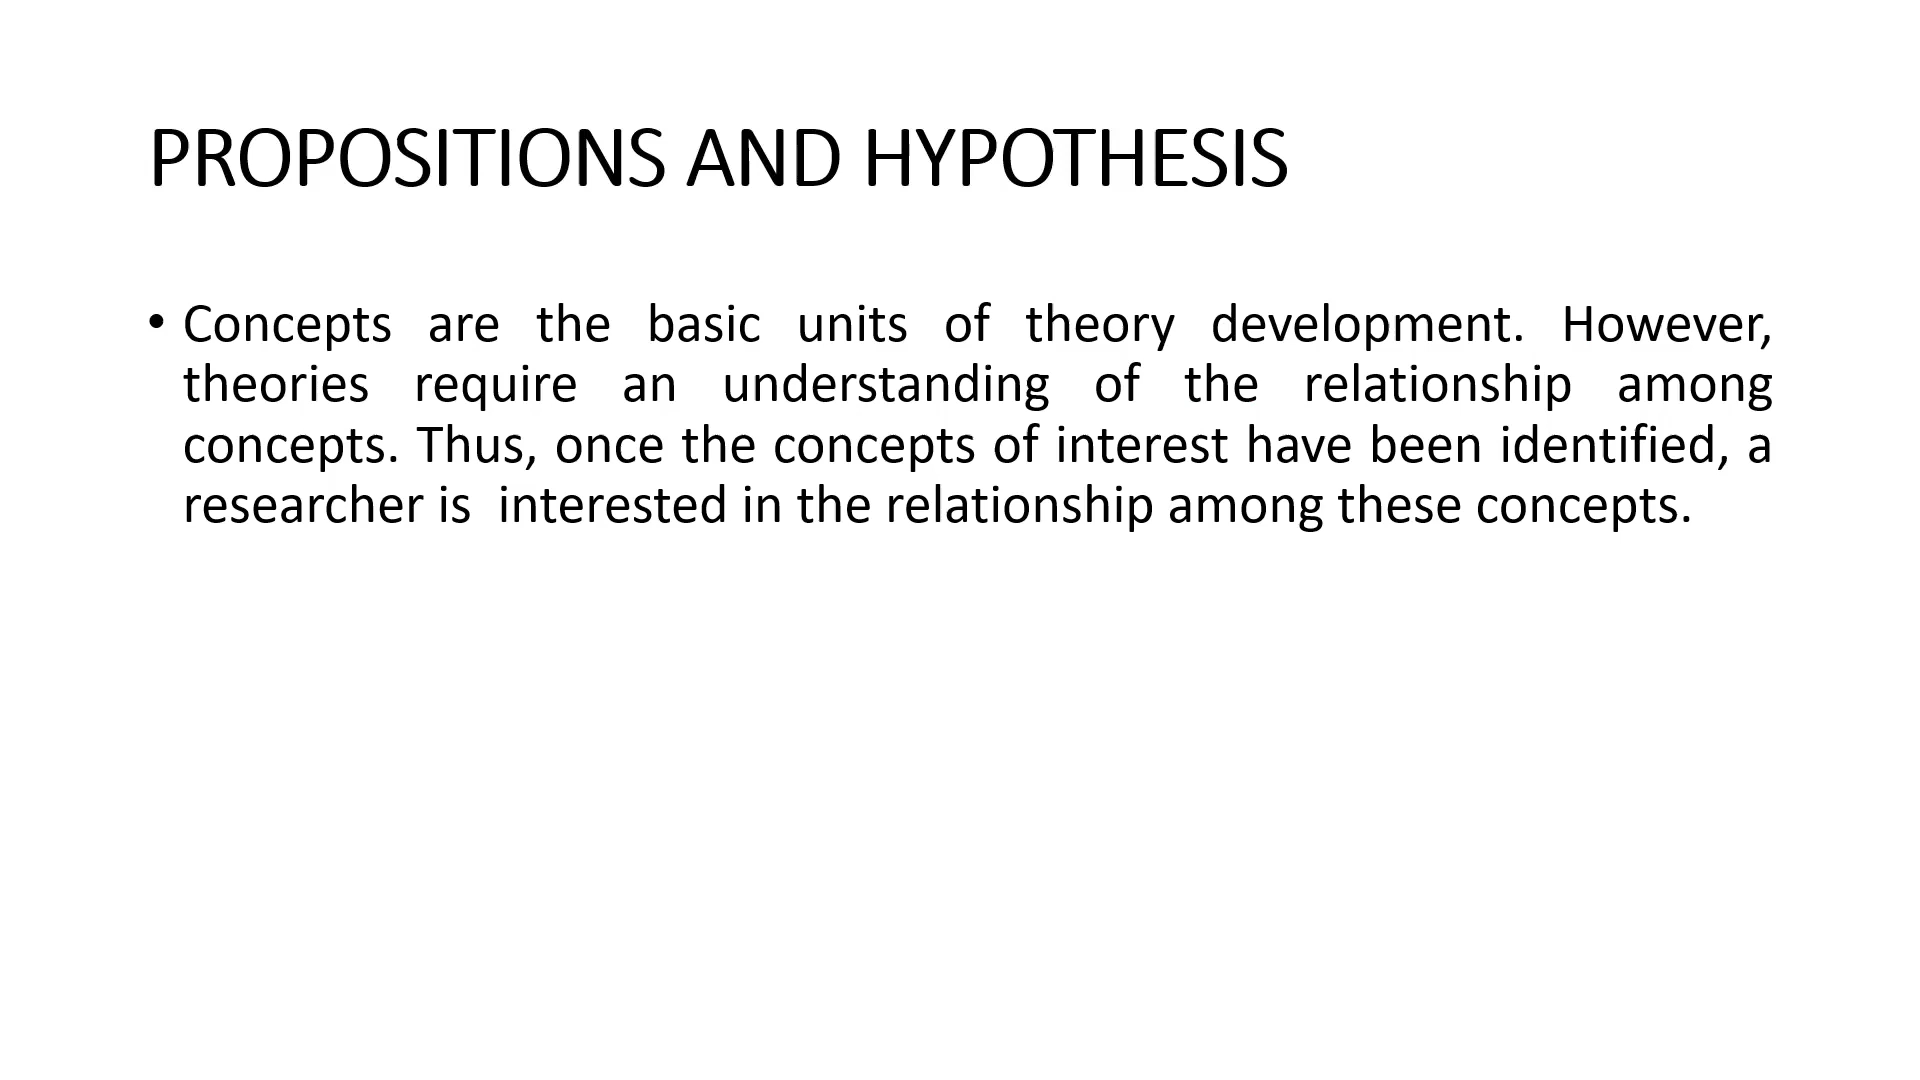 PROPOSITIONS AND HYPOTHESIS
• Concepts are the basic units of theory development. However,
theories require an understanding of the relationship among
concepts. Thus, once the concepts of interest have been identified, a
researcher is  interested in the relationship among these concepts.